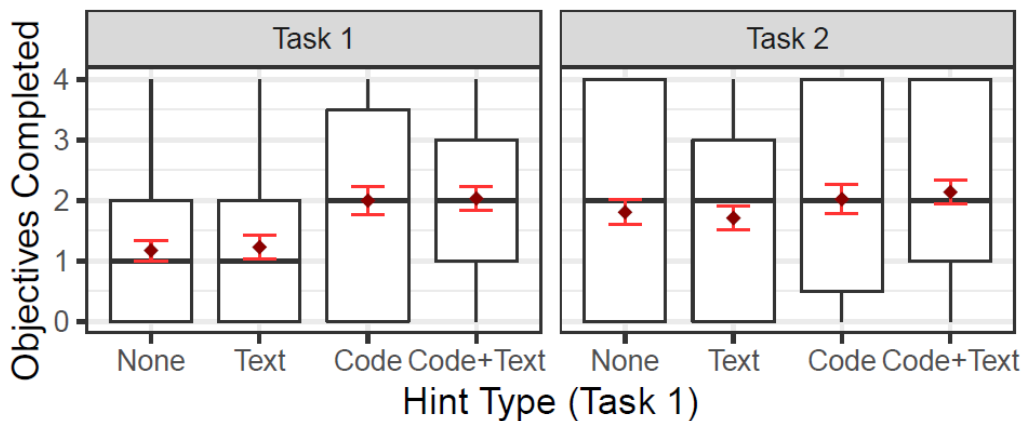 Task 1
Task 2
Objectives Completed
4
3
2
1
0
None Text Code Code+Text
None Text Code Code+Text
Hint Type (Task 1)